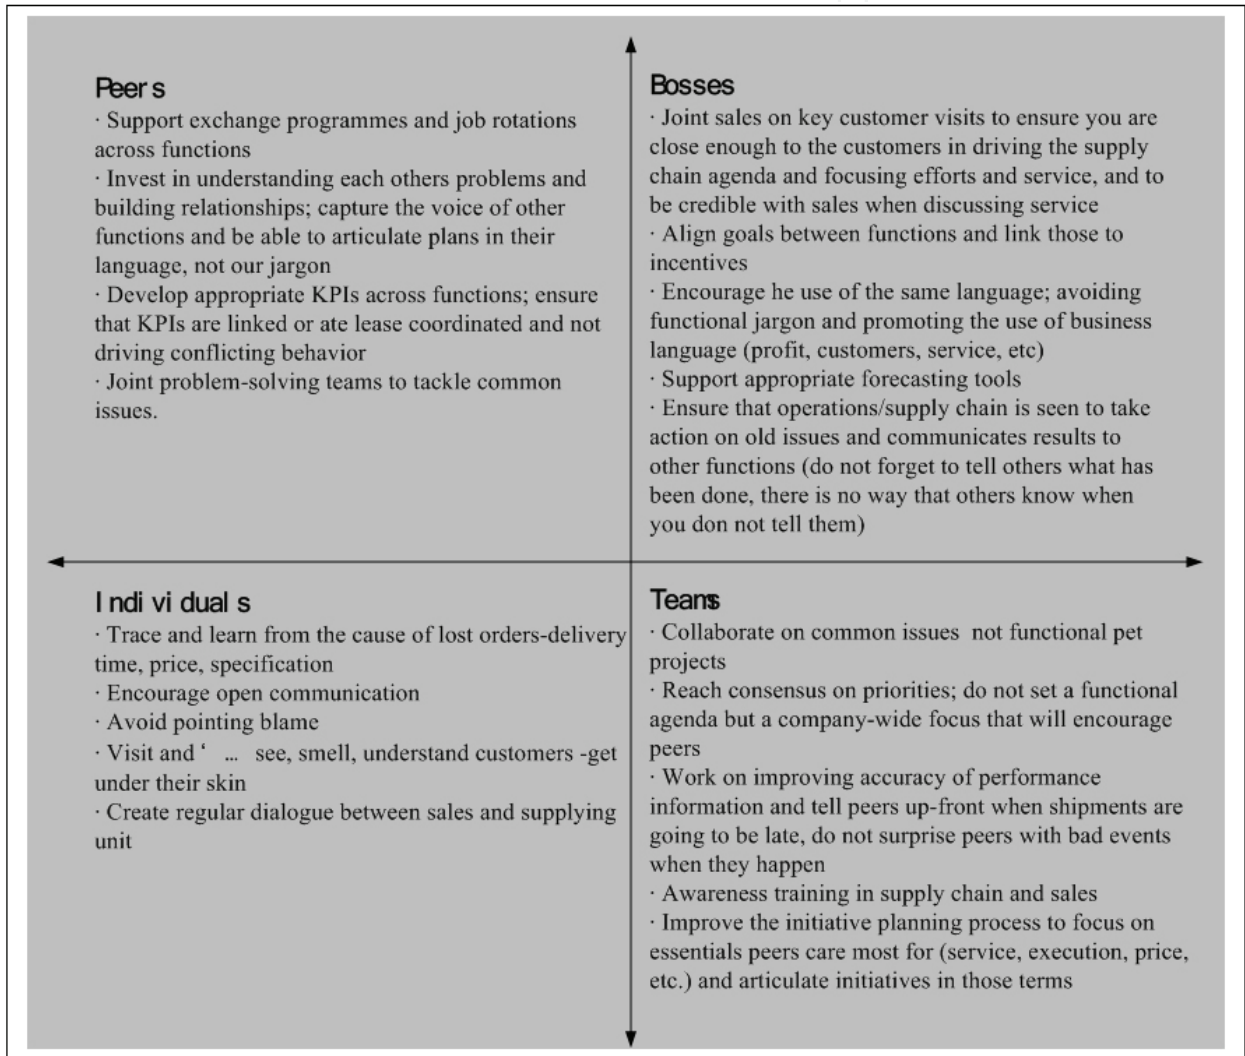 Peers
· Support exchange programmes and job rotations
across functions
· Invest in understanding each others problems and
building relationships; capture the voice of other
functions and be able to articulate plans in their
language, not our jargon
· Develop appropriate KPIs across functions; ensure
that KPIs are linked or ate lease coordinated and not
driving conflicting behavior
· Joint problem-solving teams to tackle common
issues.
Bosses
· Joint sales on key customer visits to ensure you are
close enough to the customers in driving the supply
chain agenda and focusing efforts and service, and to
be credible with sales when discussing service
· Align goals between functions and link those to
incentives
· Encourage he use of the same language; avoiding
functional jargon and promoting the use of business
language (profit, customers, service, etc)
· Support appropriate forecasting tools
· Ensure that operations/supply chain is seen to take
action on old issues and communicates results to
other functions (do not forget to tell others what has
been done, there is no way that others know when
you don not tell them)
Individuals
· Trace and learn from the cause of lost orders-delivery
time, price, specification
· Encourage open communication
· Avoid pointing blame
· Visit and ‘ … see, smell, understand customers -get
under their skin
· Create regular dialogue between sales and supplying
unit
Teams
· Collaborate on common issues not functional pet
projects
· Reach consensus on priorities; do not set a functional
agenda but a company-wide focus that will encourage
peers
· Work on improving accuracy of performance
information and tell peers up-front when shipments are
going to be late, do not surprise peers with bad events
when they happen
· Awareness training in supply chain and sales
· Improve the initiative planning process to focus on
essentials peers care most for (service, execution, price,
etc.) and articulate initiatives in those terms